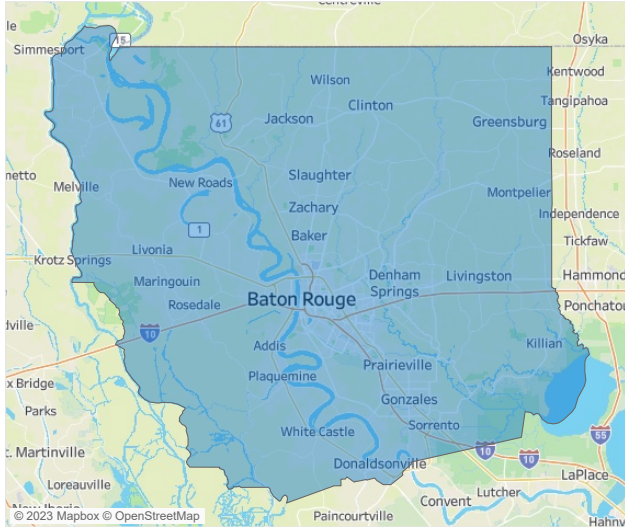 Centreville
15
Osyka
Simmesport
Kentwood
Wilson
Tangipahoa
Clinton
Jackson
61
Greensburg
Roseland
netto
Slaughter
New Roads
Melville
Montpelier
Zachary
Independence
1
Baker
Tickfaw
Livonia
Krotz Springs
Denham
Springs
Livingston
Hammond
Maringouin
Baton Rouge
Rosedale
Ponchatou
dville
10
Killian
Addis
Prairieville
x Bridge
Plaquemine
Gonzales
Parks
Sorrento
White Castle
55
t. Martinville
10
10
Donaldsonville
LaPlace
Loreauville
Lutcher
Convent
New Iberia
© 2023 Mapbox © OpenStreetMap
Paincourtville
Hahnv